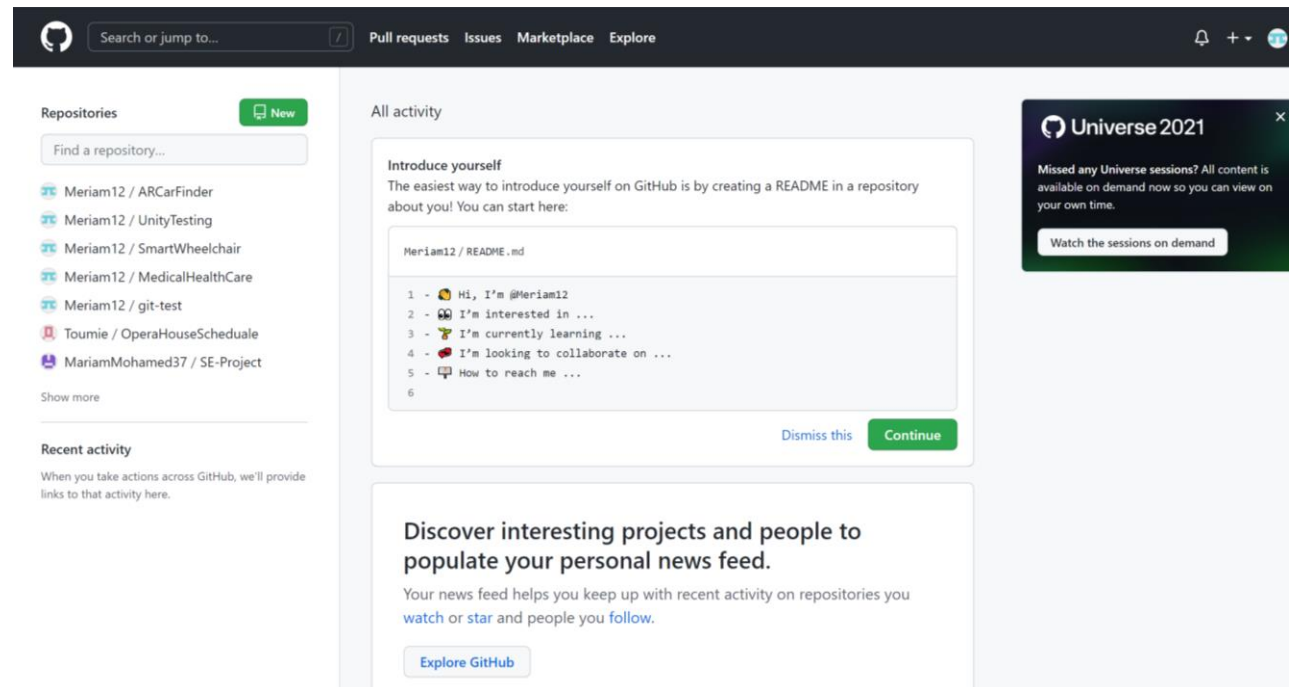 Search or jump to...
/
Pull requests Issues Marketplace Explore
Repositories
New
Find a repository...
Meriam12 / ARCarFinder
Meriam12 / UnityTesting
Meriam12 / SmartWheelchair
Meriam12 / MedicalHealthCare
Meriam12 / git-test
Toumie / OperaHouseScheduale
MariamMohamed37 / SE-Project
Show more
Recent activity
When you take actions across GitHub, we'll provide
links to that activity here.
All activity
Introduce yourself
The easiest way to introduce yourself on GitHub is by creating a README in a repository
about you! You can start here:
Meriam12 / README.md
1 - 👋 Hi, I'm @Meriam12
2 - 👀 I'm interested in ...
3 - 🌱 I'm currently learning ...
4 - 💞️ I'm looking to collaborate on ...
5 - 📫 How to reach me ...
6
Dismiss this
Continue
Discover interesting projects and people to
populate your personal news feed.
Your news feed helps you keep up with recent activity on repositories you
watch or star and people you follow.
Explore GitHub
Universe 2021
Missed any Universe sessions? All content is
available on demand now so you can view on
your own time.
Watch the sessions on demand